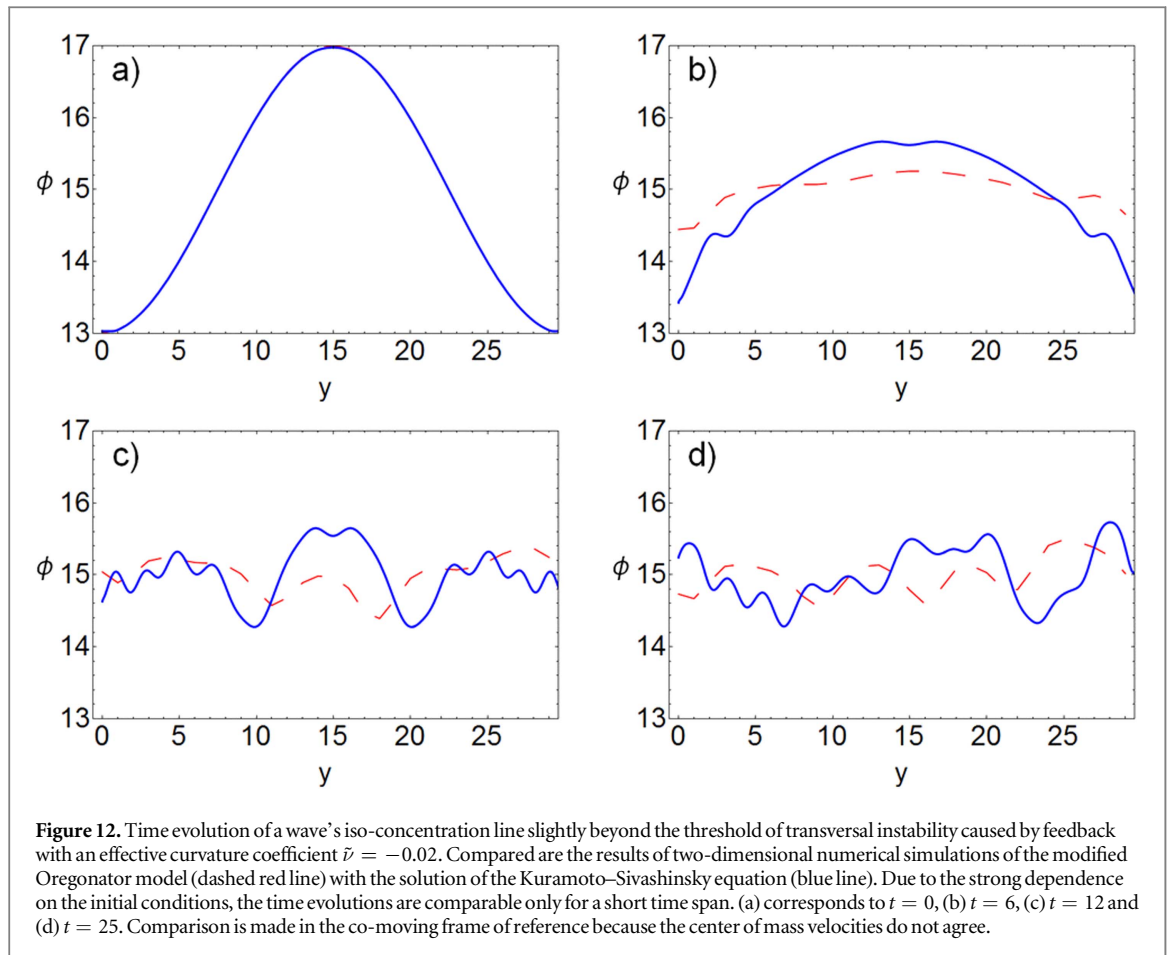 17
a)
16
ϕ 15
14
13
0 5 10 15 20 25
y
17
b)
16
ϕ 15
14
13
0 5 10 15 20 25
y
17
c)
16
ϕ 15
14
13
0 5 10 15 20 25
y
17
d)
16
ϕ 15
14
13
0 5 10 15 20 25
y
Figure 12. Time evolution of a wave's iso-concentration line slightly beyond the threshold of transversal instability caused by feedback
with an effective curvature coefficient ν̃ = −0.02. Compared are the results of two-dimensional numerical simulations of the modified
Oregonator model (dashed red line) with the solution of the Kuramoto–Sivashinsky equation (blue line). Due to the strong dependence
on the initial conditions, the time evolutions are comparable only for a short time span. (a) corresponds to t = 0, (b) t = 6, (c) t = 12 and
(d) t = 25. Comparison is made in the co-moving frame of reference because the center of mass velocities do not agree.